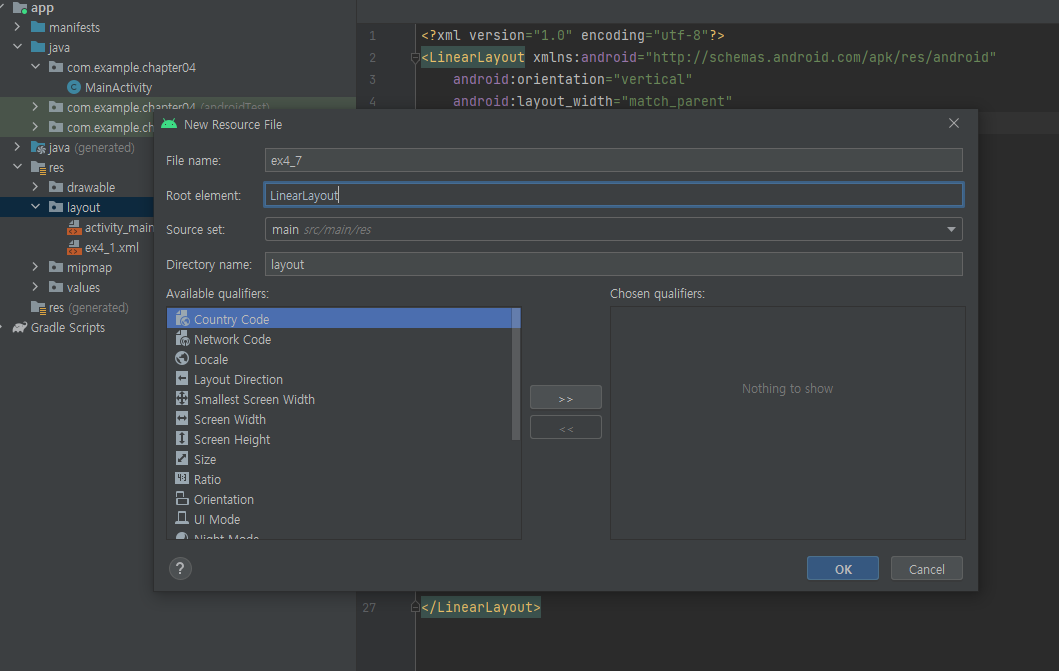 app
manifests
java
com.example.chapter04
MainActivity
com.example.chapter04 (androidTest)
com.example.ch
java (generated)
res
drawable
layout
activity_main
ex4_1.xml
mipmap
values
res (generated)
Gradle Scripts
1 <?xml version="1.0" encoding="utf-8"?>
2 <LinearLayout xmlns:android="http://schemas.android.com/apk/res/android"
3 android:orientation="vertical"
4 android:layout_width="match_parent"
New Resource File
File name: ex4_7
Root element: LinearLayout
Source set: main src/main/res
Directory name: layout
Available qualifiers:
Chosen qualifiers:
Country Code
Network Code
Locale
Layout Direction
Smallest Screen Width
Screen Width
Screen Height
Size
Ratio
Orientation
UI Mode
Night Mode
>>
<<
Nothing to show
?
OK
Cancel
27 </LinearLayout>